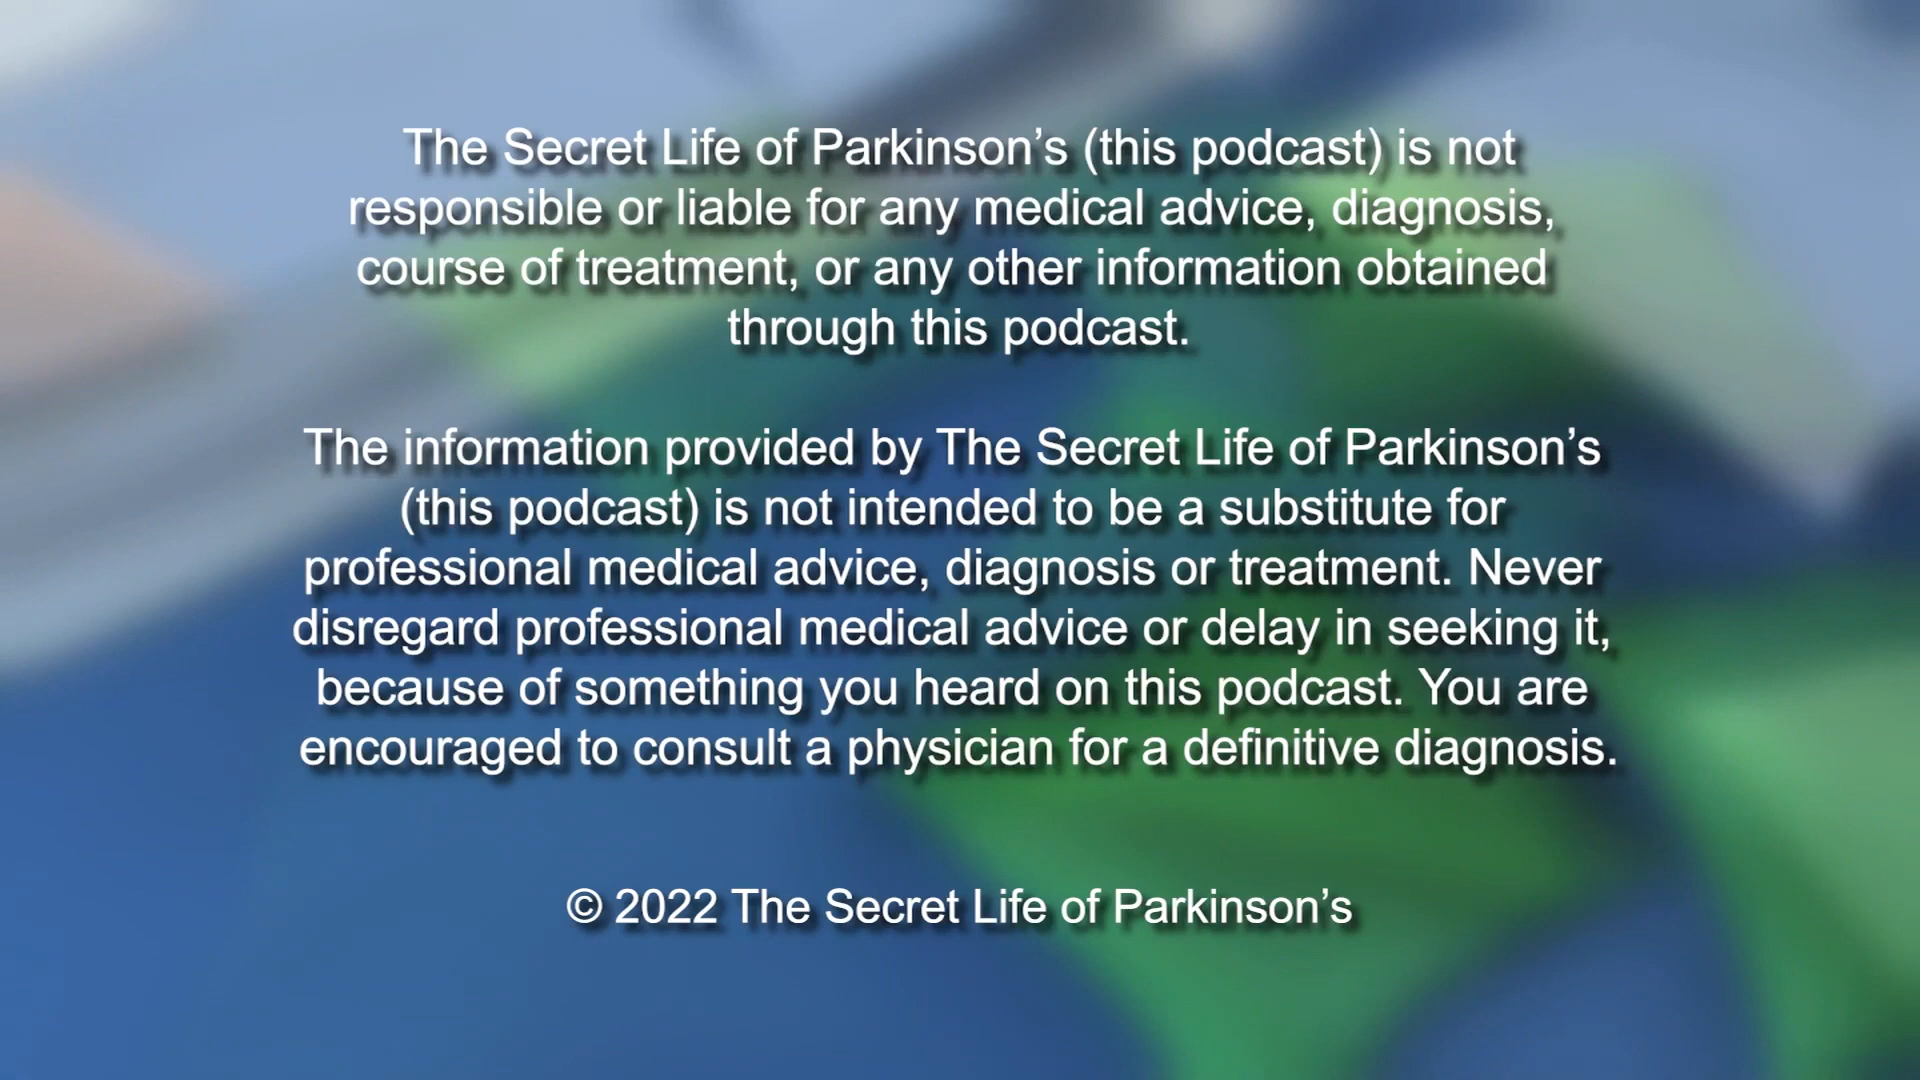 The Secret Life of Parkinson’s (this podcast) is not
responsible or liable for any medical advice, diagnosis,
course of treatment, or any other information obtained
through this podcast.
The information provided by The Secret Life of Parkinson’s
(this podcast) is not intended to be a substitute for
professional medical advice, diagnosis or treatment. Never
disregard professional medical advice or delay in seeking it,
because of something you heard on this podcast. You are
encouraged to consult a physician for a definitive diagnosis.
© 2022 The Secret Life of Parkinson’s